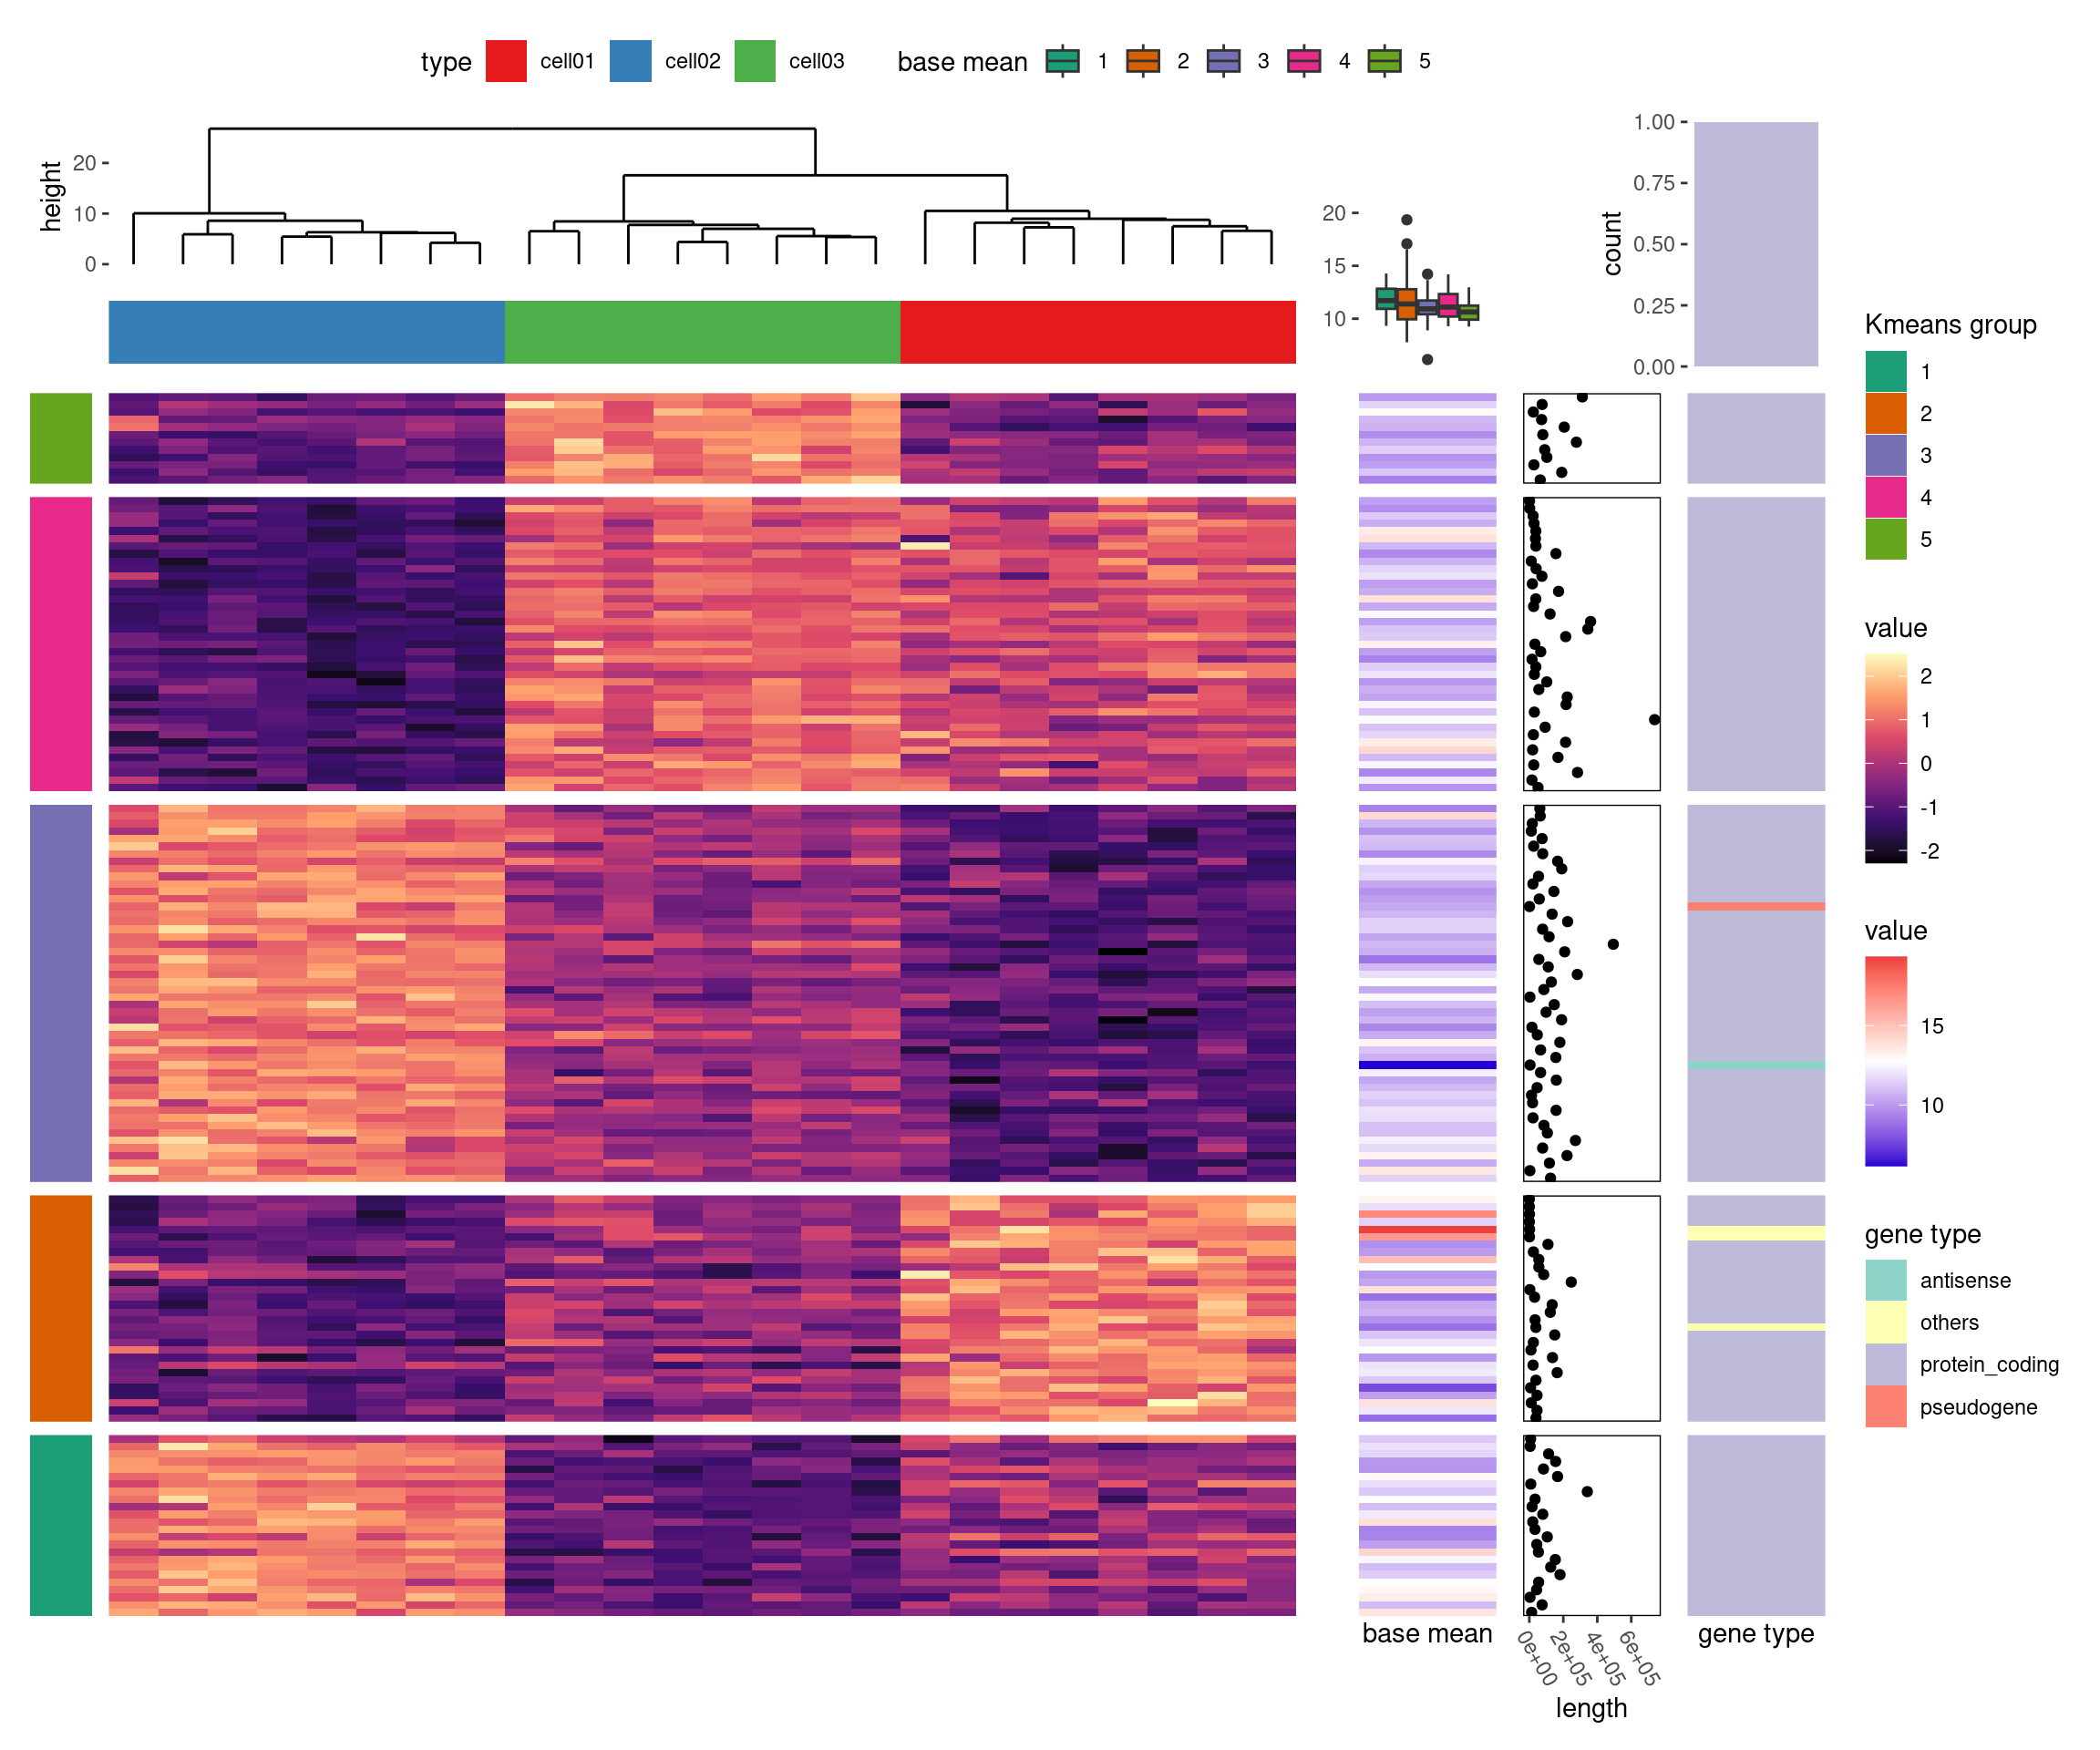 type cell01 cell02 cell03 base mean 1 2 3 4 5
height
20
10
0
20
15
10
count
1.00
0.75
0.50
0.25
0.00
Kmeans group
1
2
3
4
5
value
2
1
0
-1
-2
value
15
10
gene type
antisense
others
protein_coding
pseudogene
base mean
0e+00 2e+05 4e+05 6e+05
length
gene type